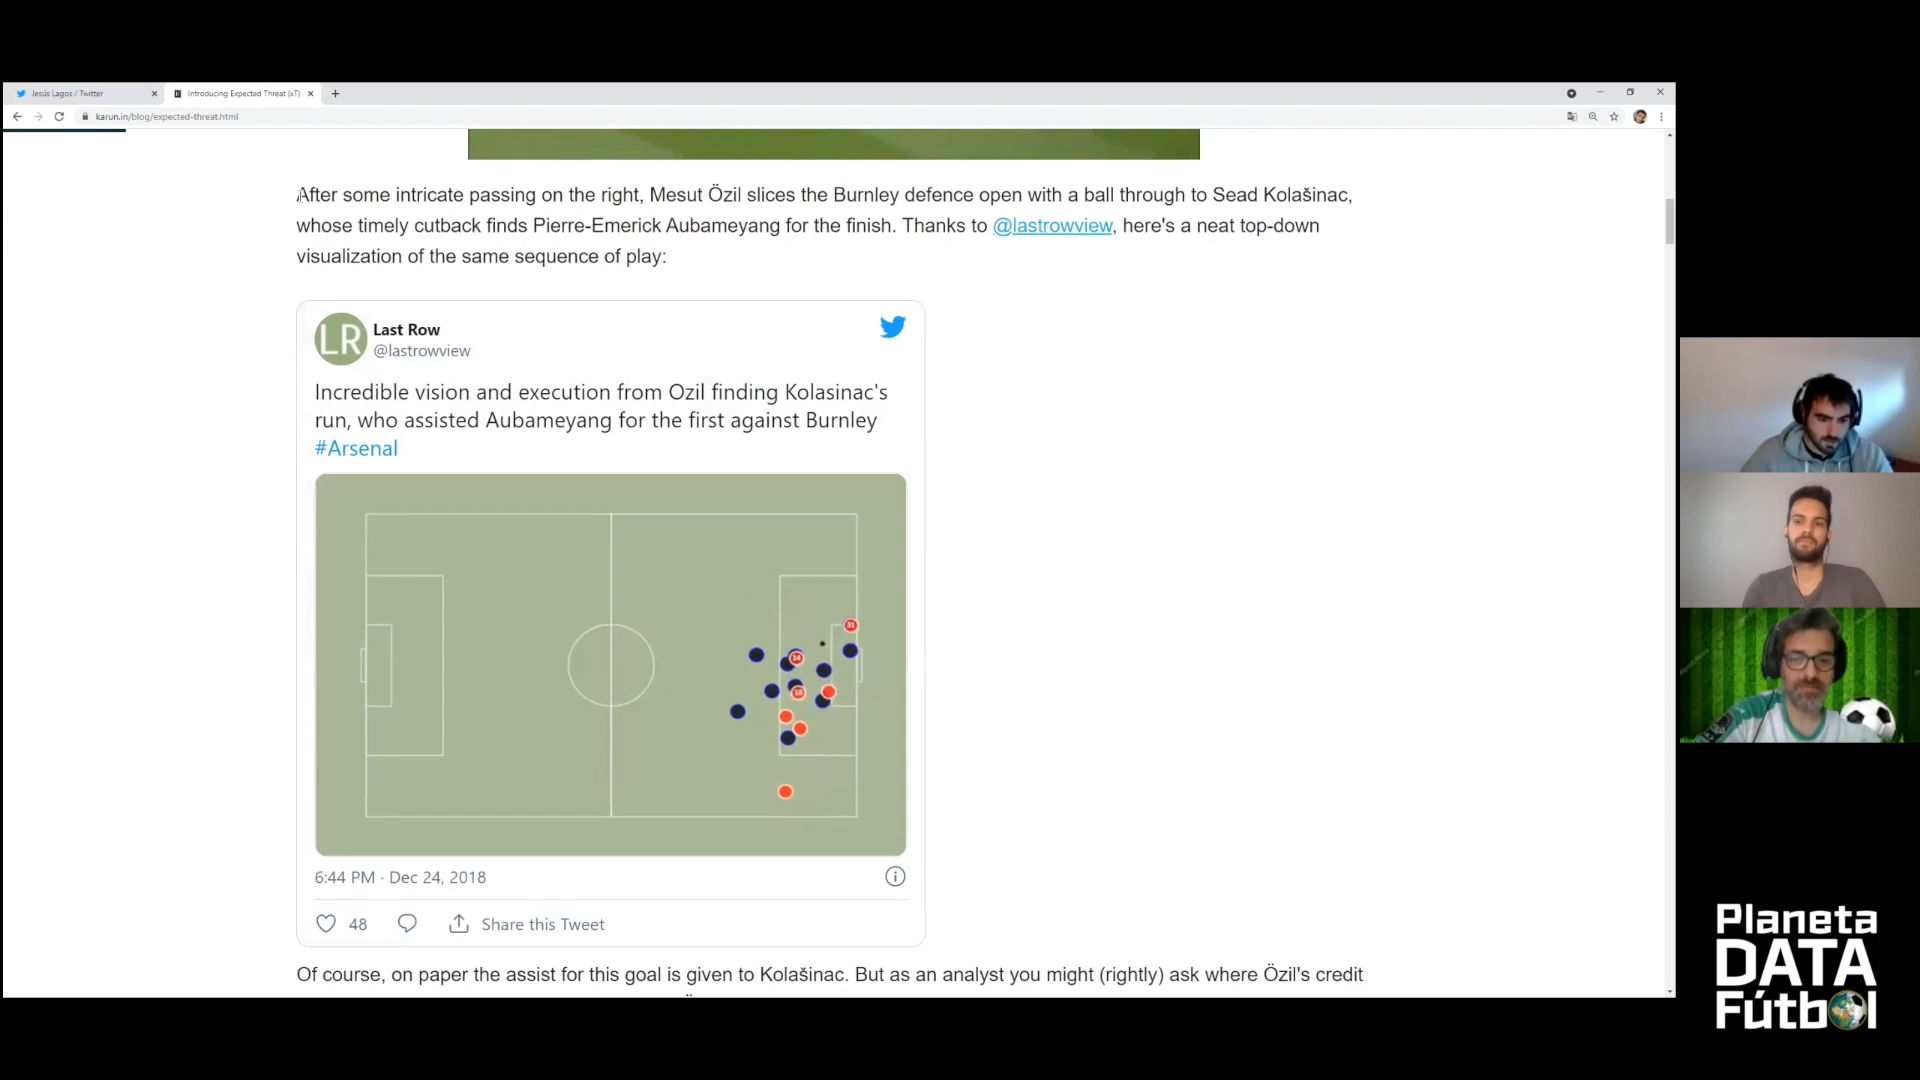 Jesús Lagos / Twitter
Introducing Expected Threat (xT)
karun.in/blog/expected-threat.html
After some intricate passing on the right, Mesut Özil slices the Burnley defence open with a ball through to Sead Kolašinac,
whose timely cutback finds Pierre-Emerick Aubameyang for the finish. Thanks to @lastrowview, here's a neat top-down
visualization of the same sequence of play:
LR
Last Row
@lastrowview
Incredible vision and execution from Ozil finding Kolasinac's
run, who assisted Aubameyang for the first against Burnley
#Arsenal
31
14
10
6:44 PM · Dec 24, 2018
48
Share this Tweet
Of course, on paper the assist for this goal is given to Kolašinac. But as an analyst you might (rightly) ask where Özil's credit
Planeta
DATA
Fútbol